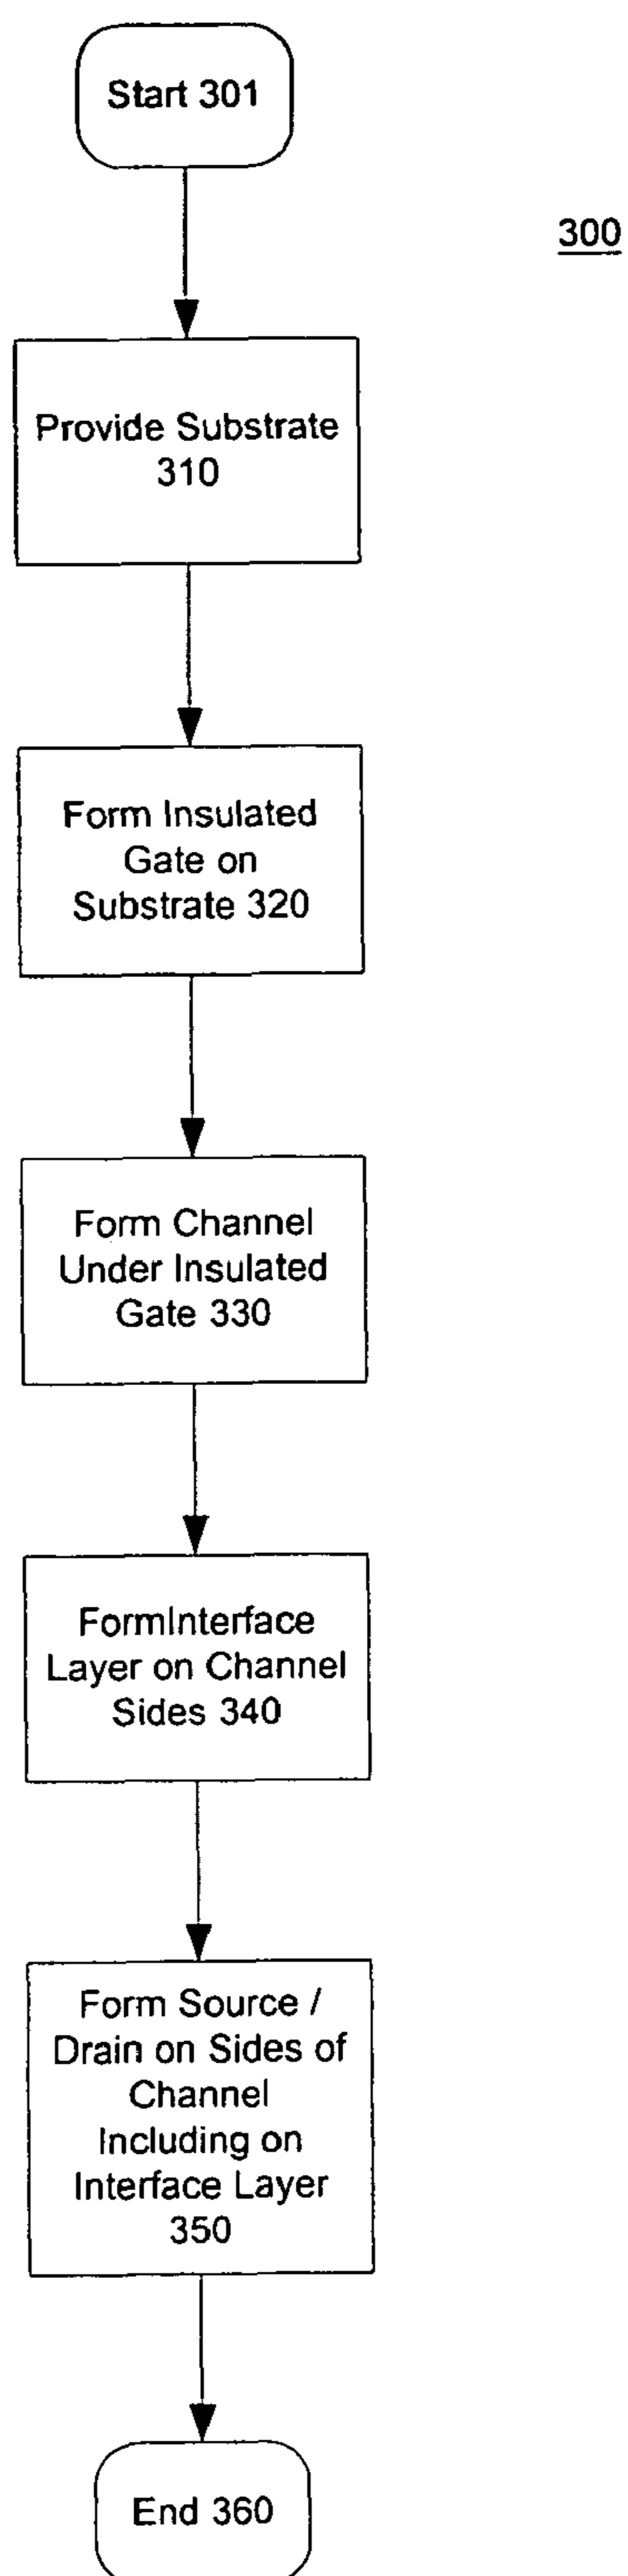 Start 301
300
Provide Substrate
310
Form Insulated
Gate on
Substrate 320
Form Channel
Under Insulated
Gate 330
FormInterface
Layer on Channel
Sides 340
Form Source /
Drain on Sides of
Channel
Including on
Interface Layer
350
End 360